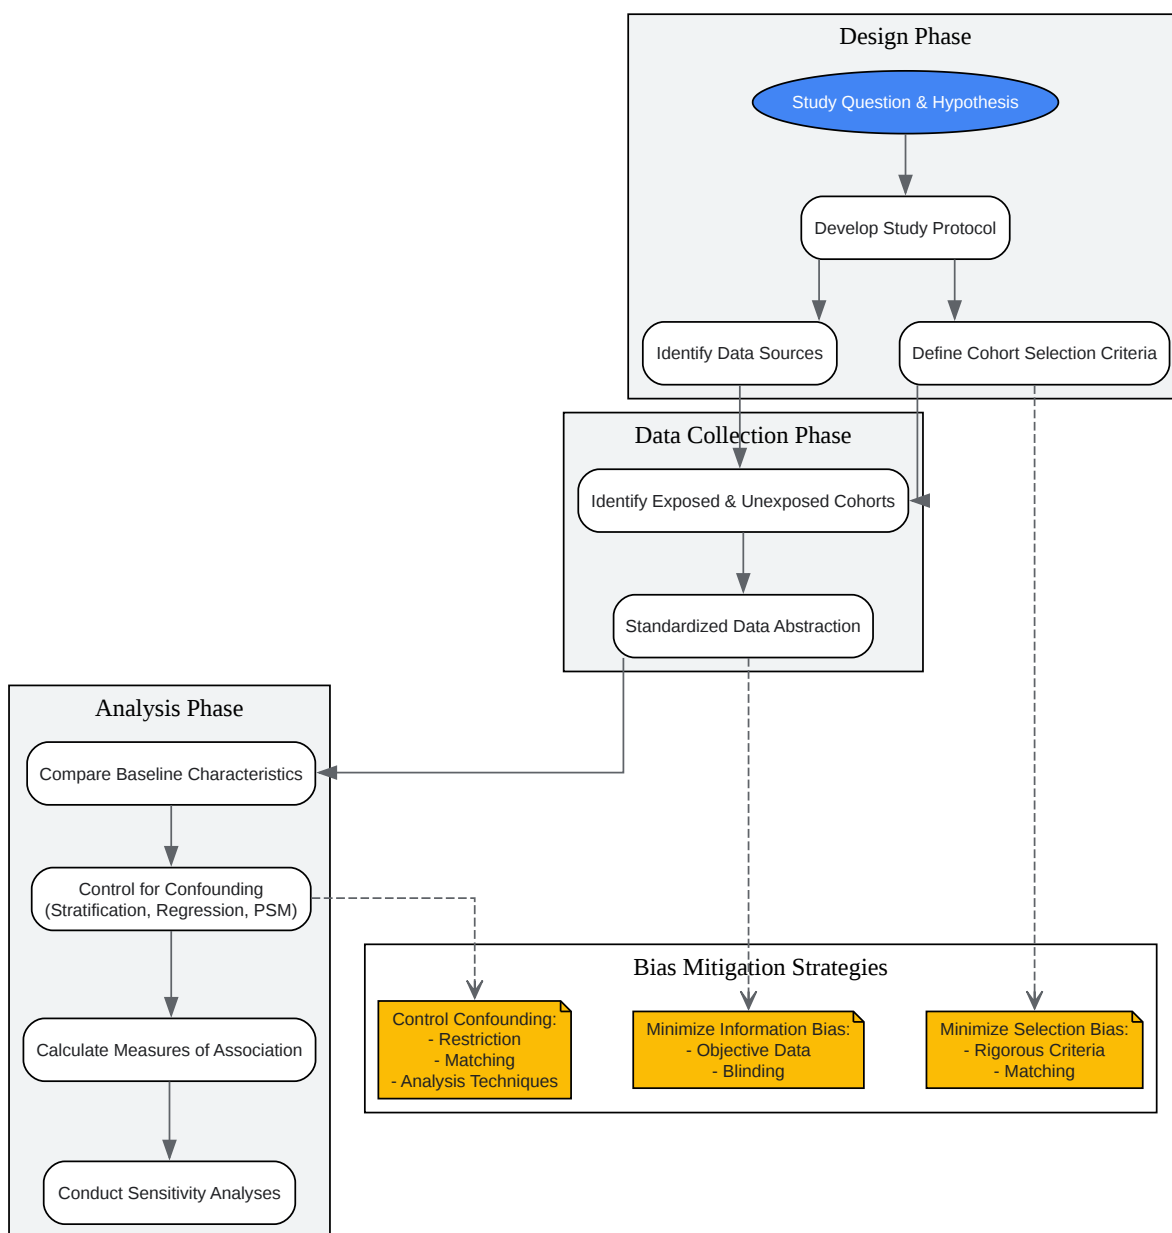 Design Phase
Study Question & Hypothesis
Develop Study Protocol
Identify Data Sources
Define Cohort Selection Criteria
Data Collection Phase
Identify Exposed & Unexposed Cohorts
Standardized Data Abstraction
Analysis Phase
Compare Baseline Characteristics
Control for Confounding
(Stratification, Regression, PSM)
Calculate Measures of Association
Conduct Sensitivity Analyses
Bias Mitigation Strategies
Control Confounding:
- Restriction
- Matching
- Analysis Techniques
Minimize Information Bias:
- Objective Data
- Blinding
Minimize Selection Bias:
- Rigorous Criteria
- Matching